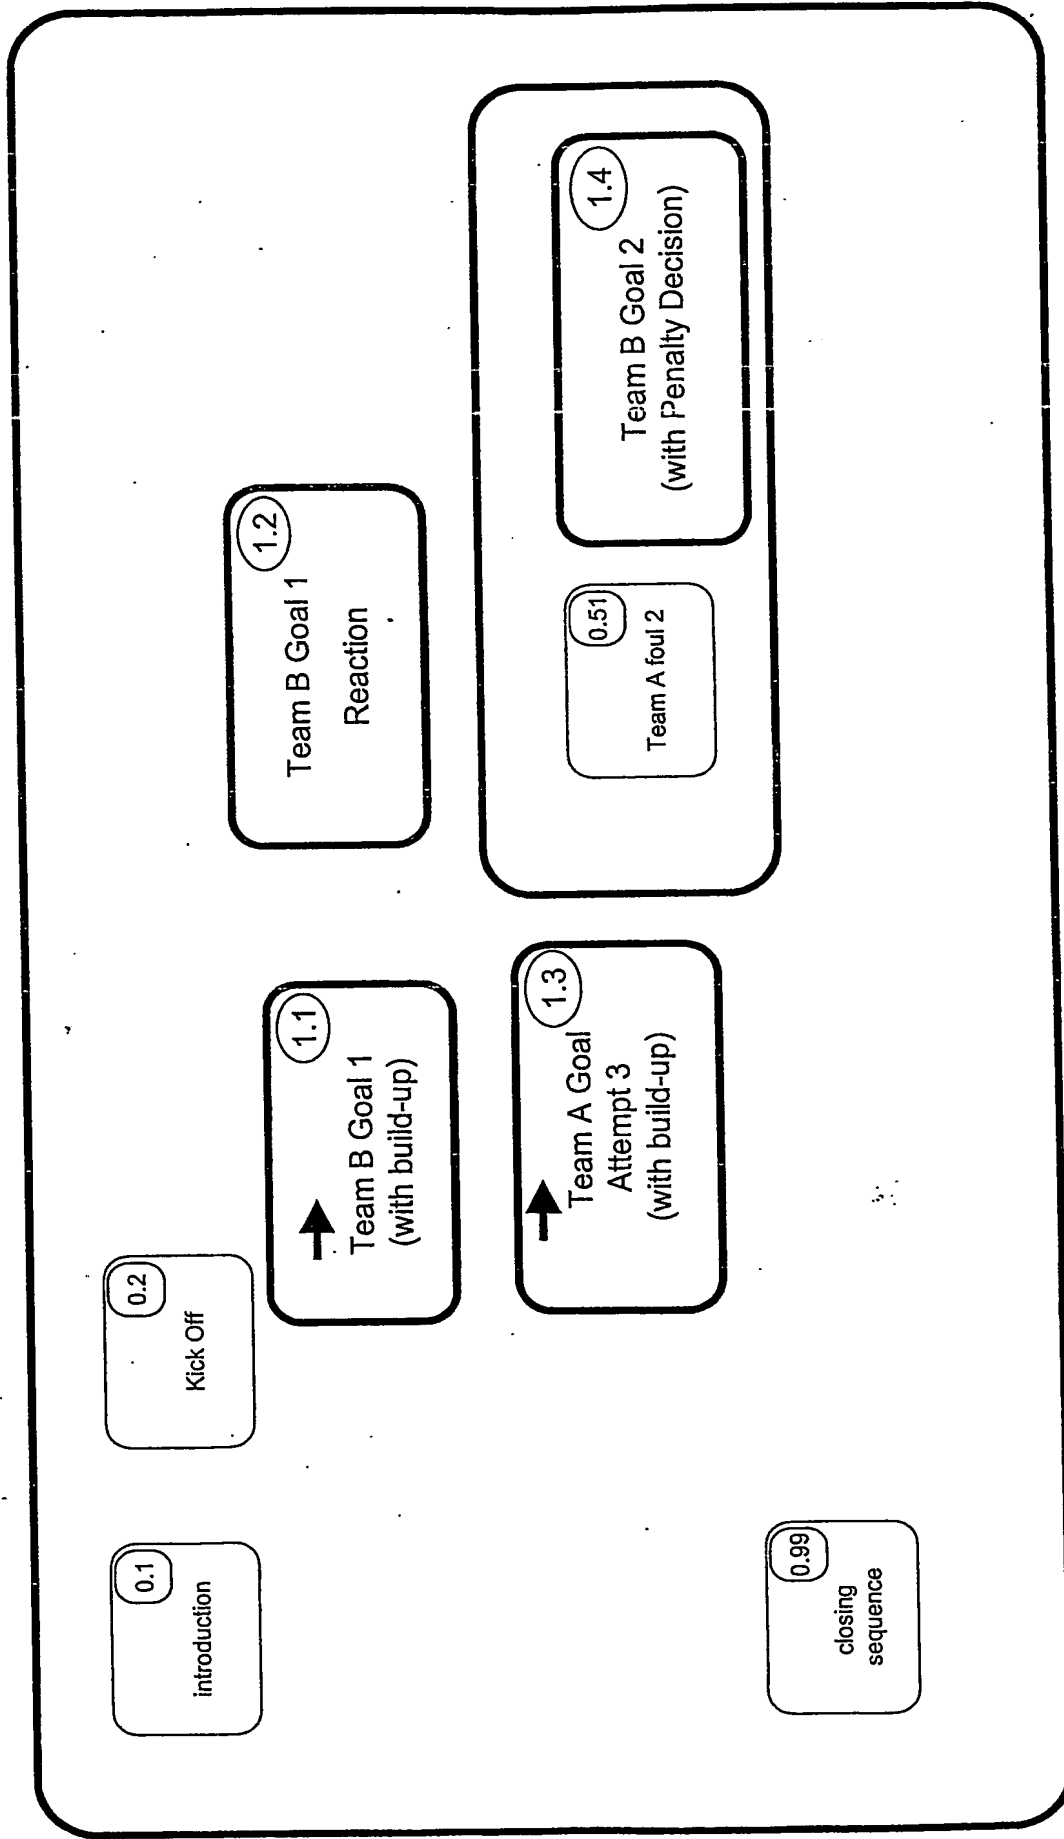 0.1
introduction
0.2
Kick Off
1.1
Team B Goal 1
(with build-up)
1.2
Team B Goal 1
Reaction
1.3
Team A Goal
Attempt 3
(with build-up)
0.51
Team A foul 2
1.4
Team B Goal 2
(with Penalty Decision)
0.99
closing
sequence